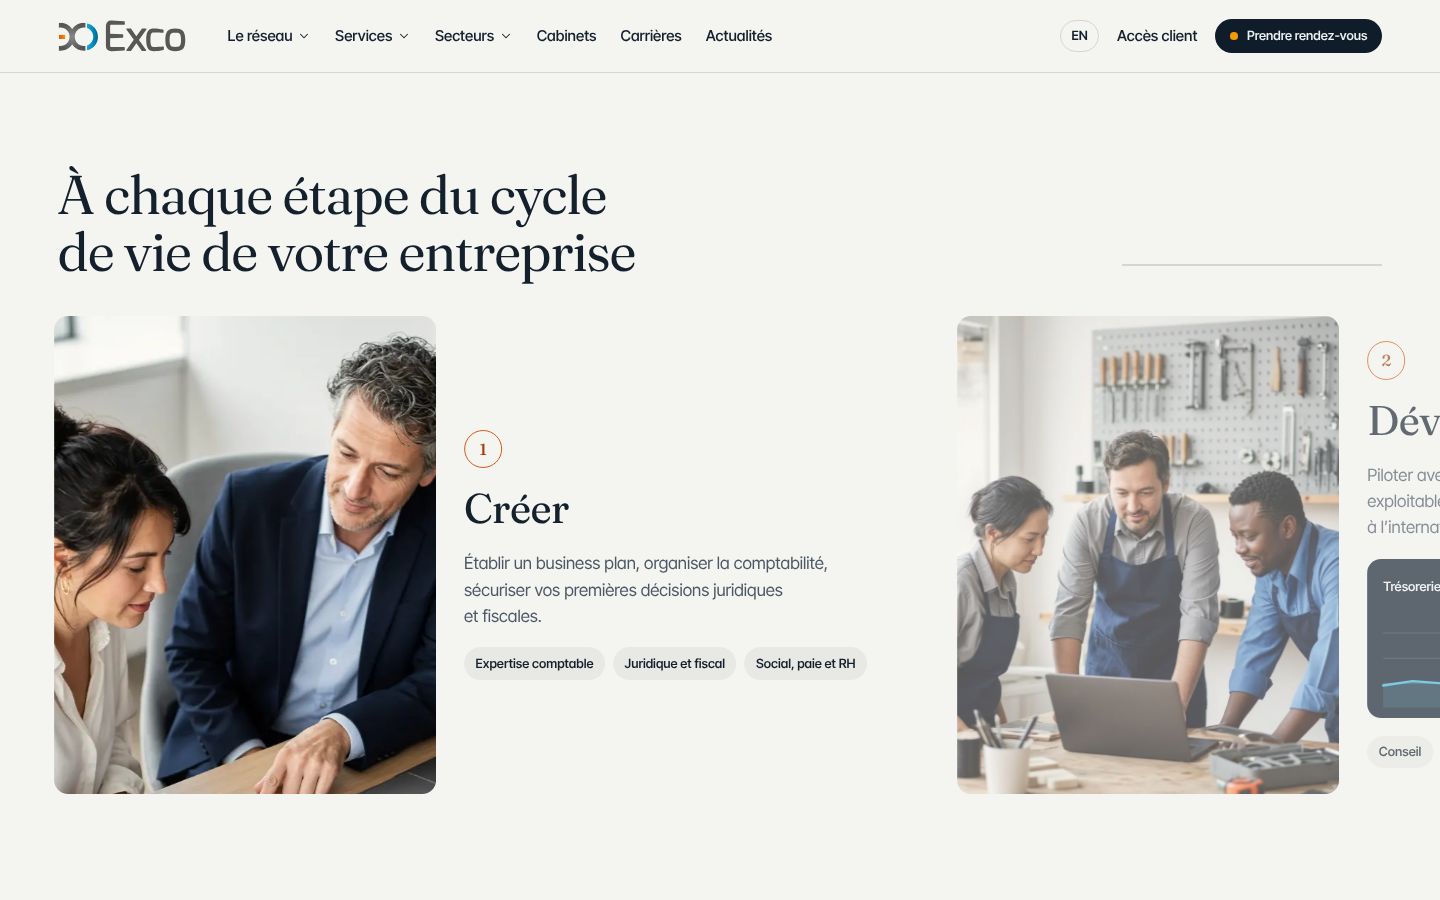 Exco
Le réseau
Services
Secteurs
Cabinets
Carrières
Actualités
EN
Accès client
Prendre rendez-vous
À chaque étape du cycle
de vie de votre entreprise
1
Créer
Établir un business plan, organiser la comptabilité,
sécuriser vos premières décisions juridiques
et fiscales.
Expertise comptable
Juridique et fiscal
Social, paie et RH
2
Dév
Piloter ave
exploitable
à l’interna
Trésorerie
Conseil